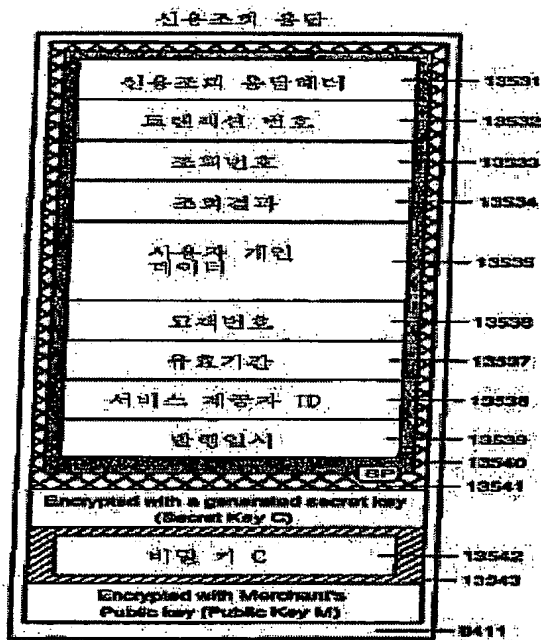 신용조회 응답
신용조회 응답헤더 13531
트랜잭션 번호 13532
조회번호 13533
조회결과 13534
사용자 개인
데이터 13535
고객번호 13536
유효기간 13537
서비스 제공자 ID 13538
발행일시 13539
13540
SP
13541
Encrypted with a generated secret key
(Secret Key C)
비밀 키 C 13542
13543
Encrypted with Merchant's
Public key (Public Key M)